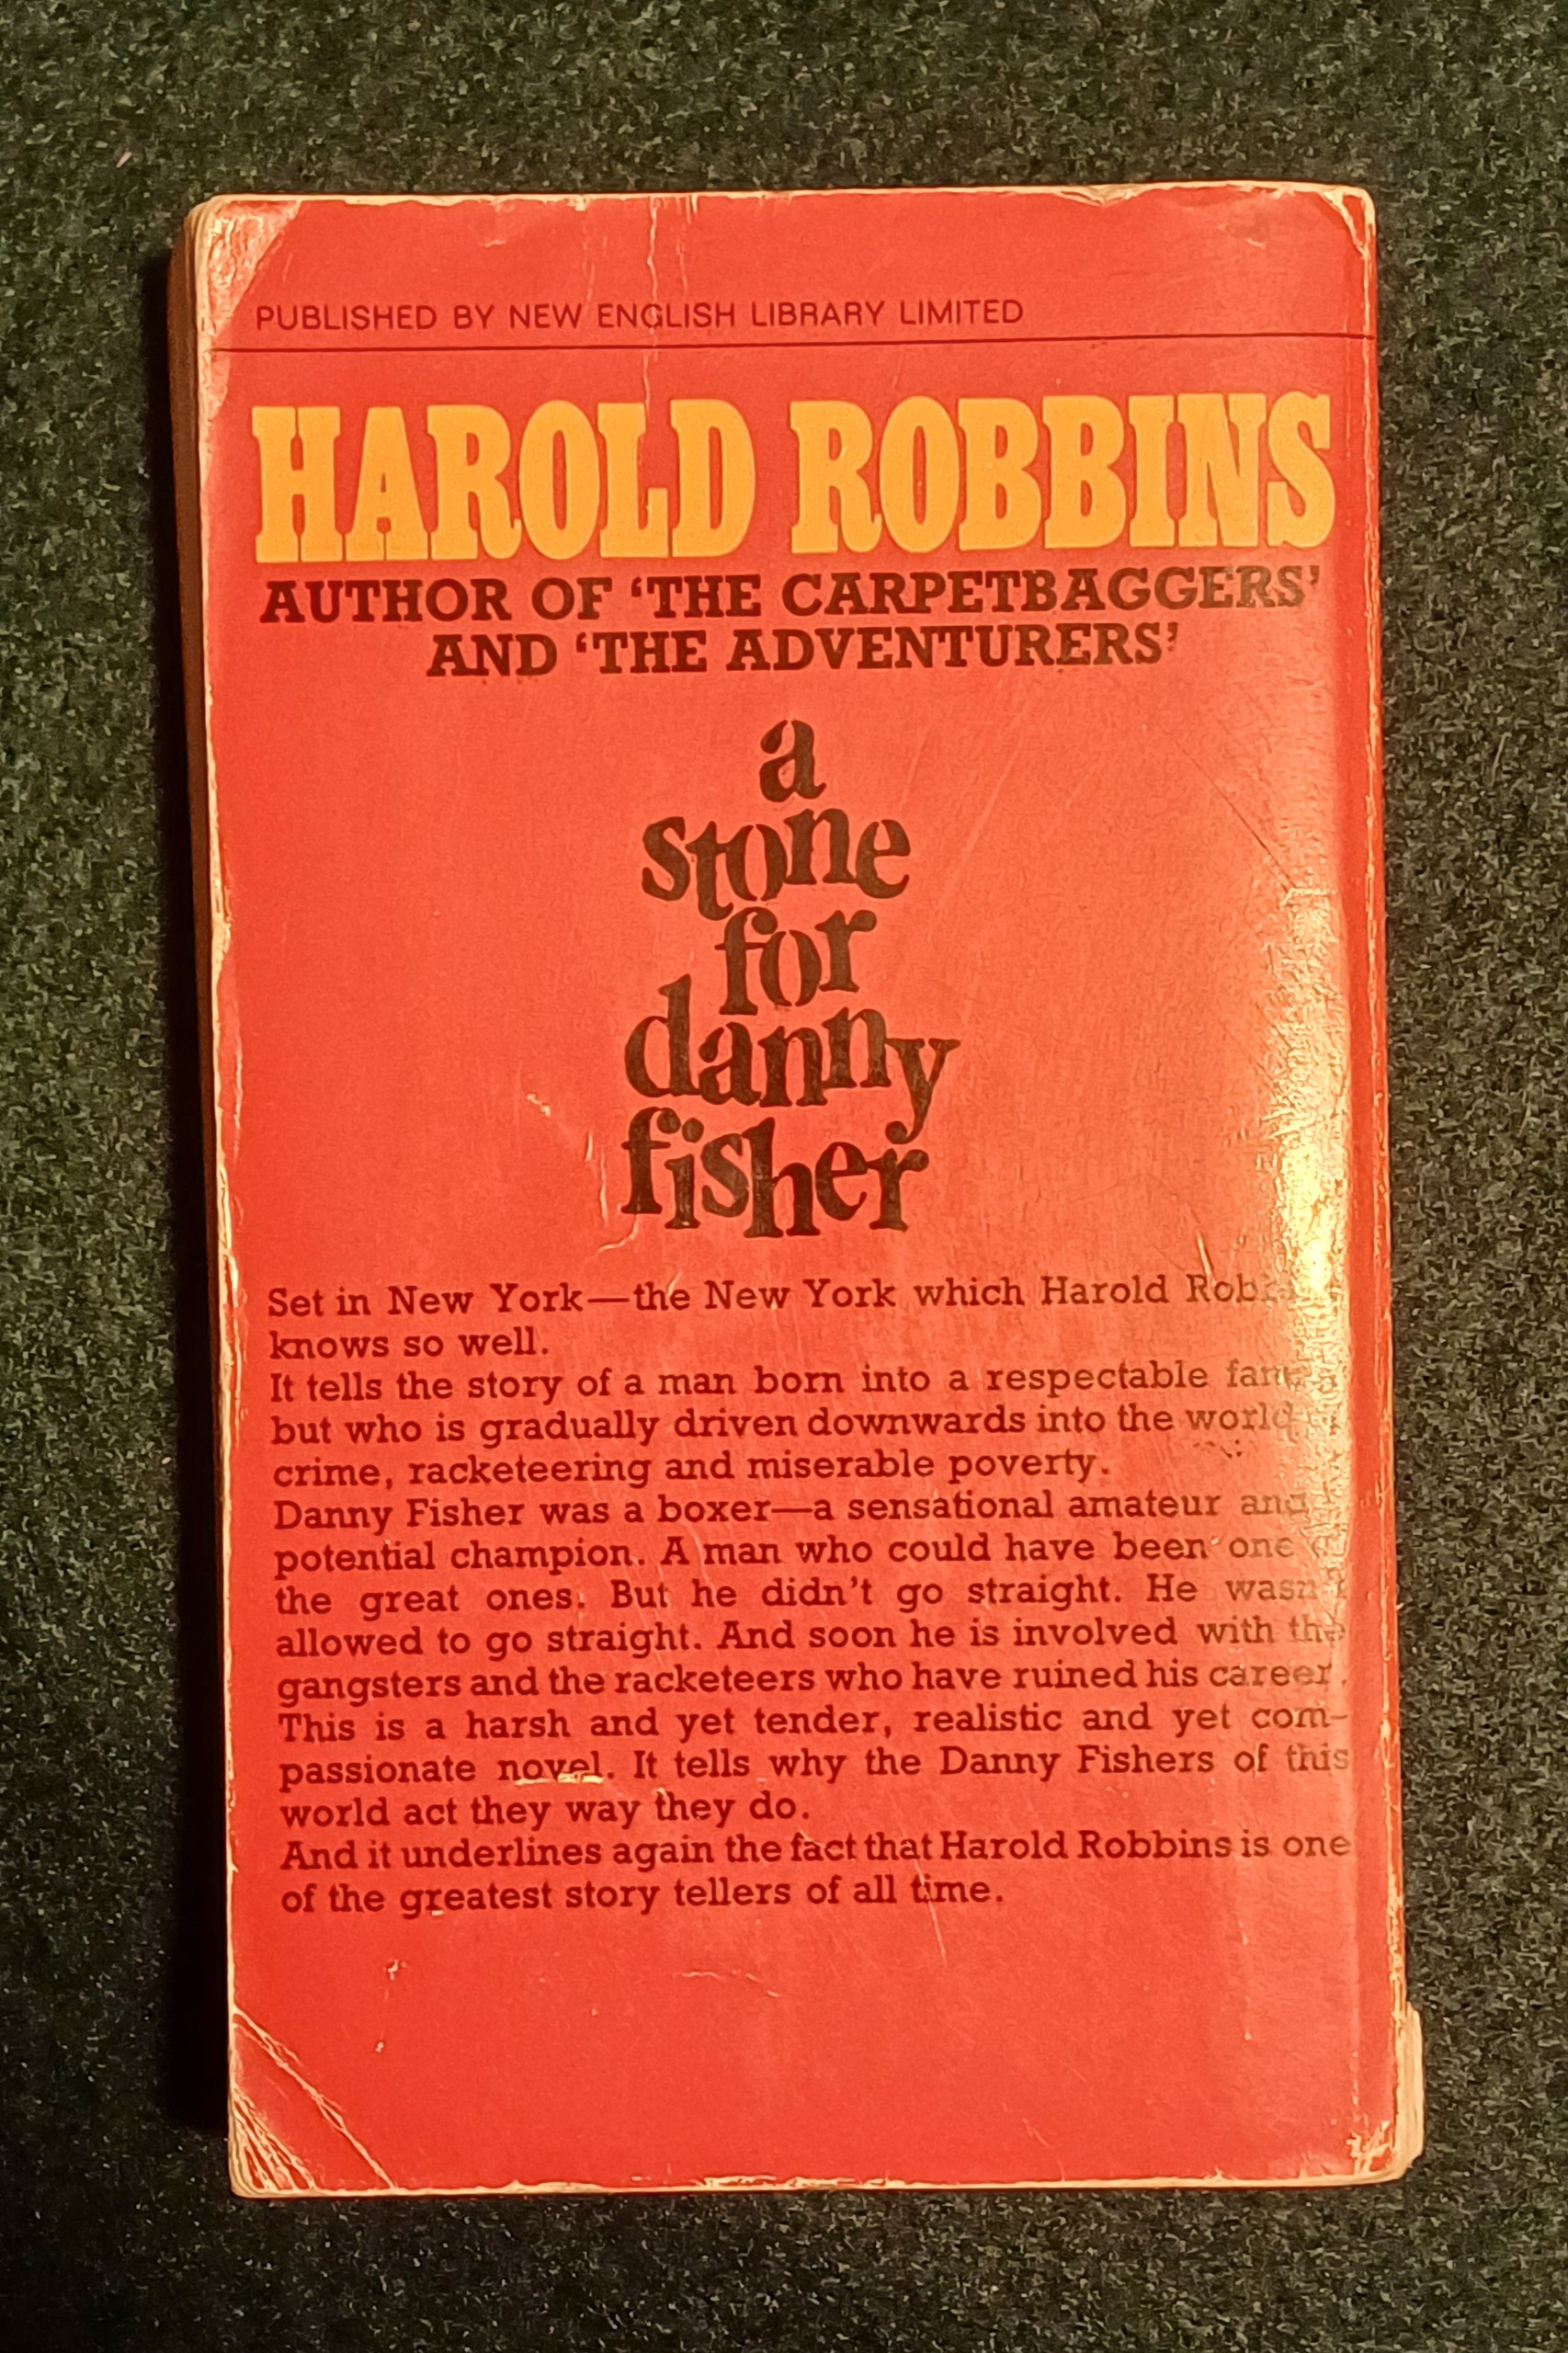 PUBLISHED BY NEW ENGLISH LIBRARY LIMITED
HAROLD ROBBINS
AUTHOR OF ‘THE CARPETBAGGERS’
AND ‘THE ADVENTURERS’
a
stone
for
danny
fisher
Set in New York—the New York which Harold
knows so well.
It tells the story of a man born into a respectable
but who is gradually driven downwards into the world
crime, racketeering and miserable poverty.
Danny Fisher was a boxer—a sensational amateur and
potential champion. A man who could have been one
the great ones. But he didn’t go straight. He wasn’t
allowed to go straight. And soon he is involved with the
gangsters and the racketeers who have ruined his career.
This is a harsh and yet tender, realistic and yet com-
passionate novel. It tells why the Danny Fishers of this
world act they way they do.
And it underlines again the fact that Harold Robbins is one
of the greatest story tellers of all time.